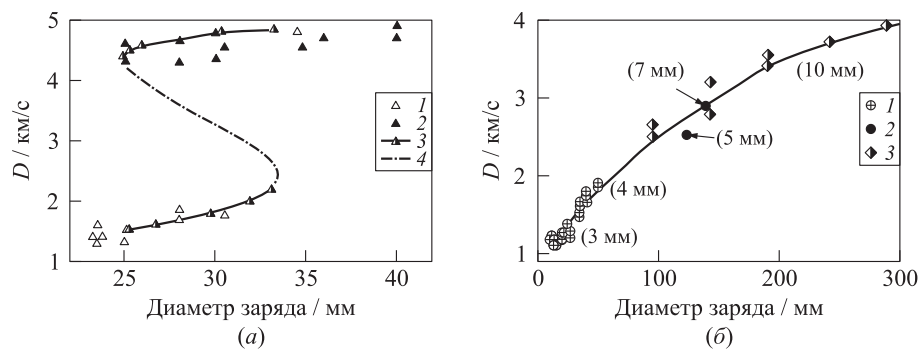 5
4
3
2
1
D / км/с
25
30
35
40
Диаметр заряда / мм
(а)
1
2
3
4
4
3
2
1
D / км/с
0
100
200
300
Диаметр заряда / мм
(б)
(7 мм)
(10 мм)
(5 мм)
(4 мм)
(3 мм)
1
2
3